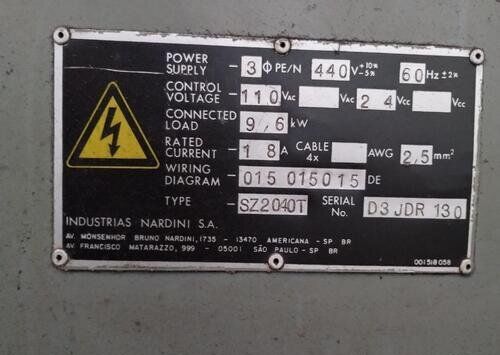 POWER SUPPLY - 3 Φ PE/N 440 V +10% -5% 60 Hz ± 2%
CONTROL VOLTAGE - 110 VAC VAC 24 VCC VCC
CONNECTED LOAD - 9,6 kW
RATED CURRENT - 18 A CABLE 4x AWG 2,5 mm²
WIRING DIAGRAM - 015 015015 DE
TYPE - SZ2040T SERIAL No. D3 JDR 130
INDUSTRIAS NARDINI S.A.
AV. MONSENHOR BRUNO NARDINI, 1735 - 13470 AMERICANA - SP BR
AV. FRANCISCO MATARAZZO, 999 - 05001 SÃO PAULO - SP BR
001518058